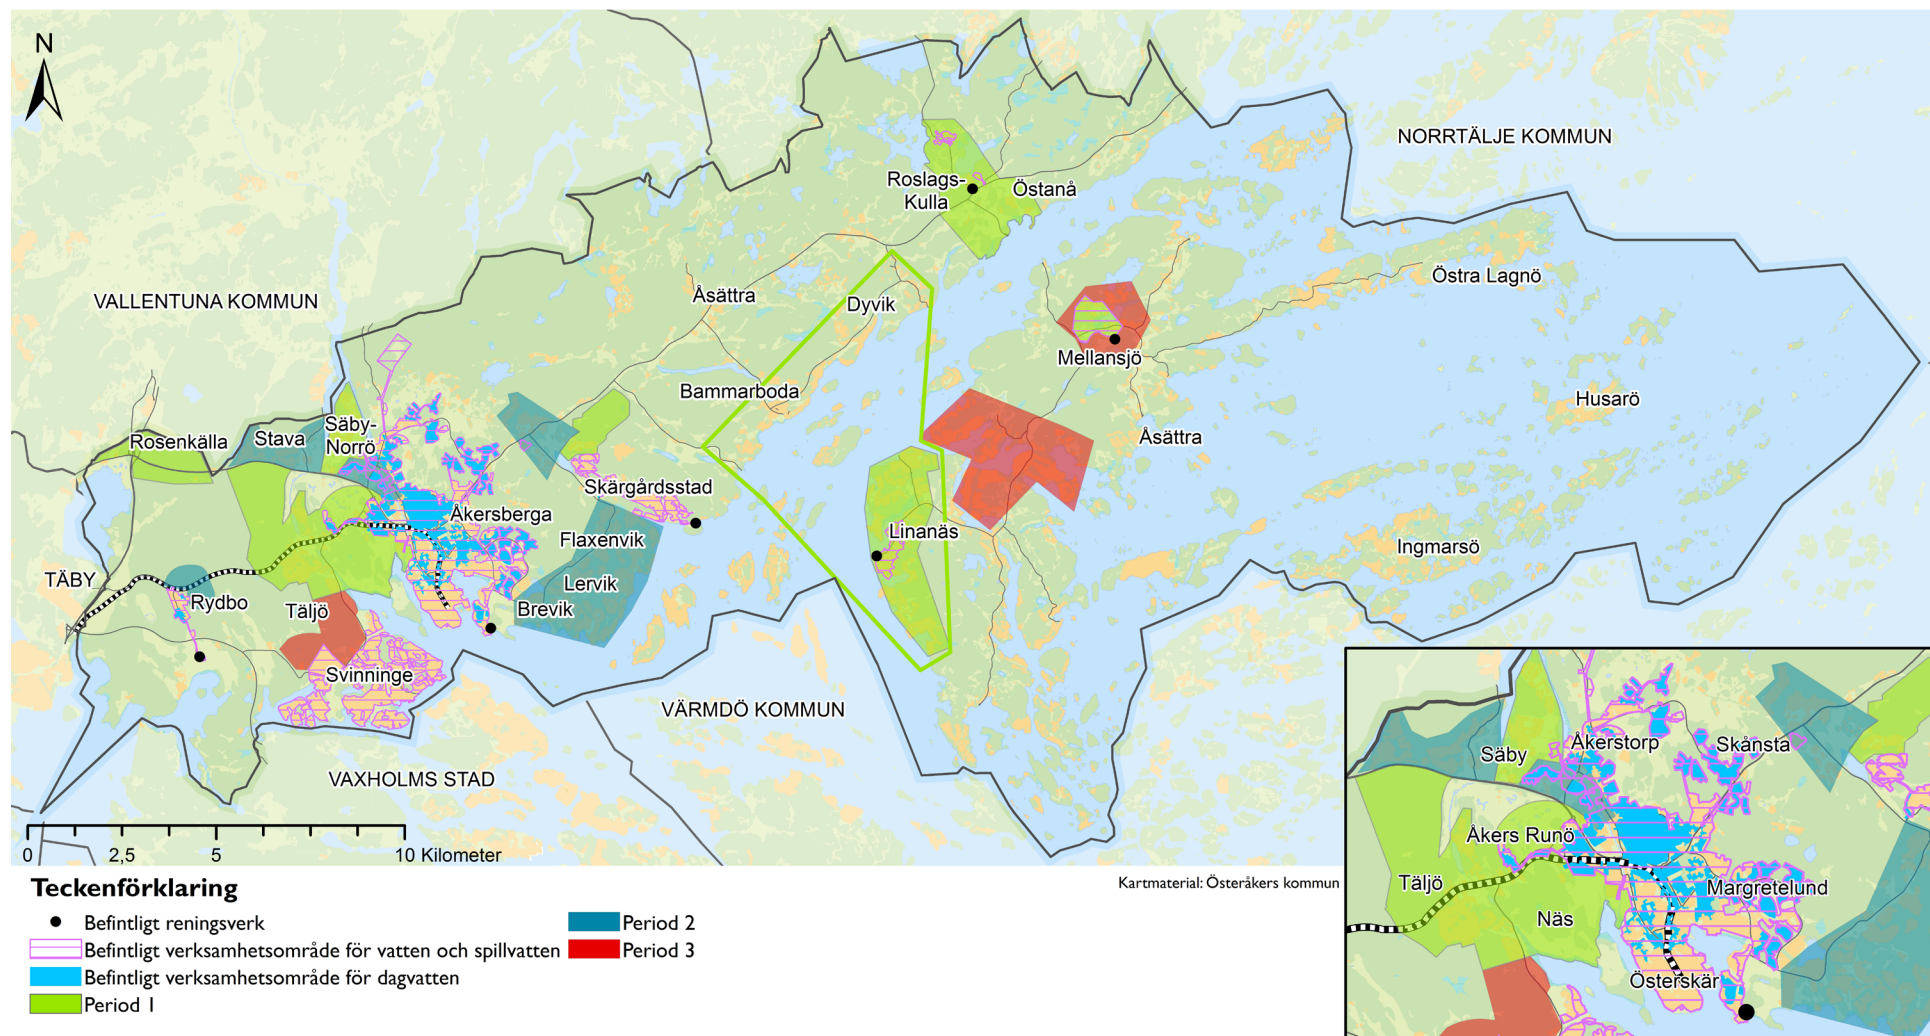 N
NORRTÄLJE KOMMUN
Roslags-
Kulla
Östanå
Östra Lagnö
VALLENTUNA KOMMUN
Åsättra
Dyvik
Mellansjö
Bammarboda
Husarö
Rosenkälla
Stava
Säby-
Norrö
Åsättra
Skärgårdsstad
Åkersberga
Linanäs
Flaxenvik
Ingmarsö
TÄBY
Lervik
Rydbo
Täljö
Brevik
Svinninge
VÄRMDÖ KOMMUN
VAXHOLMS STAD
Säby
Åkerstorp
Skånsta
Åkers Runö
Täljö
Margretelund
Näs
Österskär
0 2,5 5 10 Kilometer
Kartmaterial: Österåkers kommun
Teckenförklaring
Befintligt reningsverk
Befintligt verksamhetsområde för vatten och spillvatten
Befintligt verksamhetsområde för dagvatten
Period 1
Period 2
Period 3